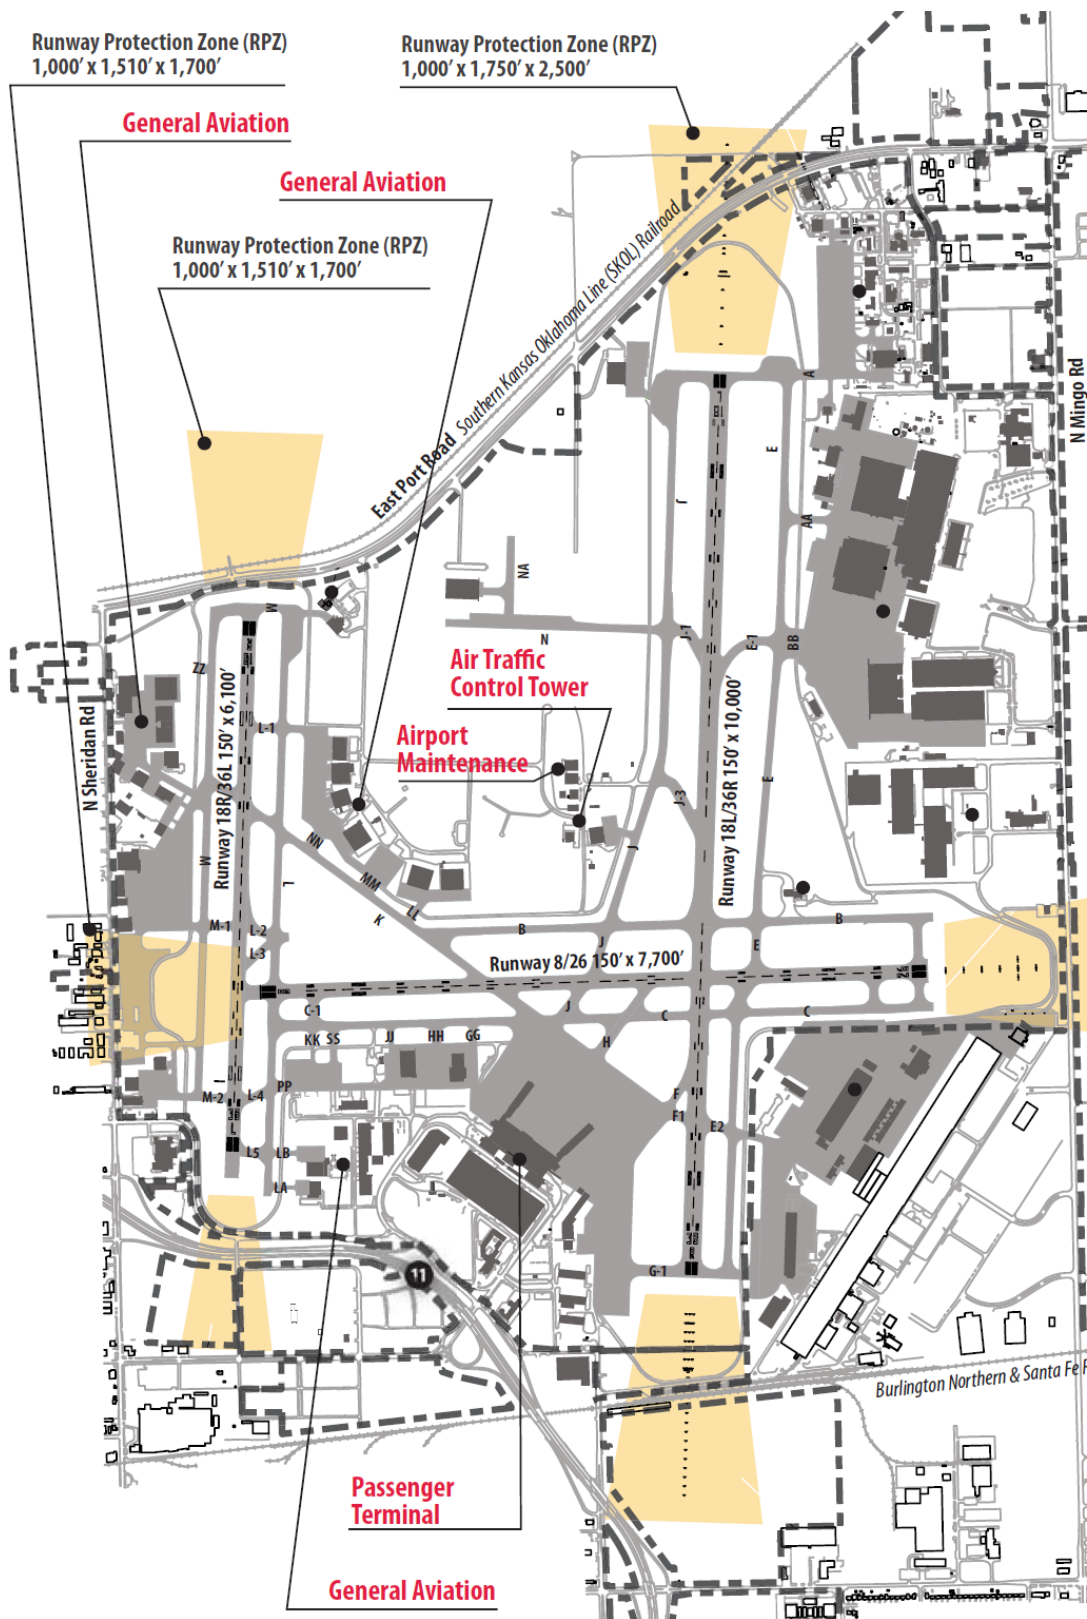 Runway Protection Zone (RPZ)
1,000' x 1,510' x 1,700'
Runway Protection Zone (RPZ)
1,000' x 1,750' x 2,500'
General Aviation
General Aviation
Runway Protection Zone (RPZ)
1,000' x 1,510' x 1,700'
East Port Road
Southern Kansas Oklahoma Line (SKOL) Railroad
N Mingo Rd
A
E
J
AA
NA
M
N
J-1
E-1
BB
Air Traffic
Control Tower
ZZ
N Sheridan Rd
Runway 18R/36L 150' x 6,100'
Runway 18L/36R 150' x 10,000'
L-1
Airport
Maintenance
E
J-3
NN
J
M
L
MM
LL
K
M-1
L-2
L-3
B
J
E
B
Runway 8/26 150' x 7,700'
C-1
J
C
C
KK
SS
JJ
HH
GG
H
M-2
L-4
PP
F
F1
E2
L
L5
LB
LA
G-1
11
Burlington Northern & Santa Fe R
Passenger
Terminal
General Aviation